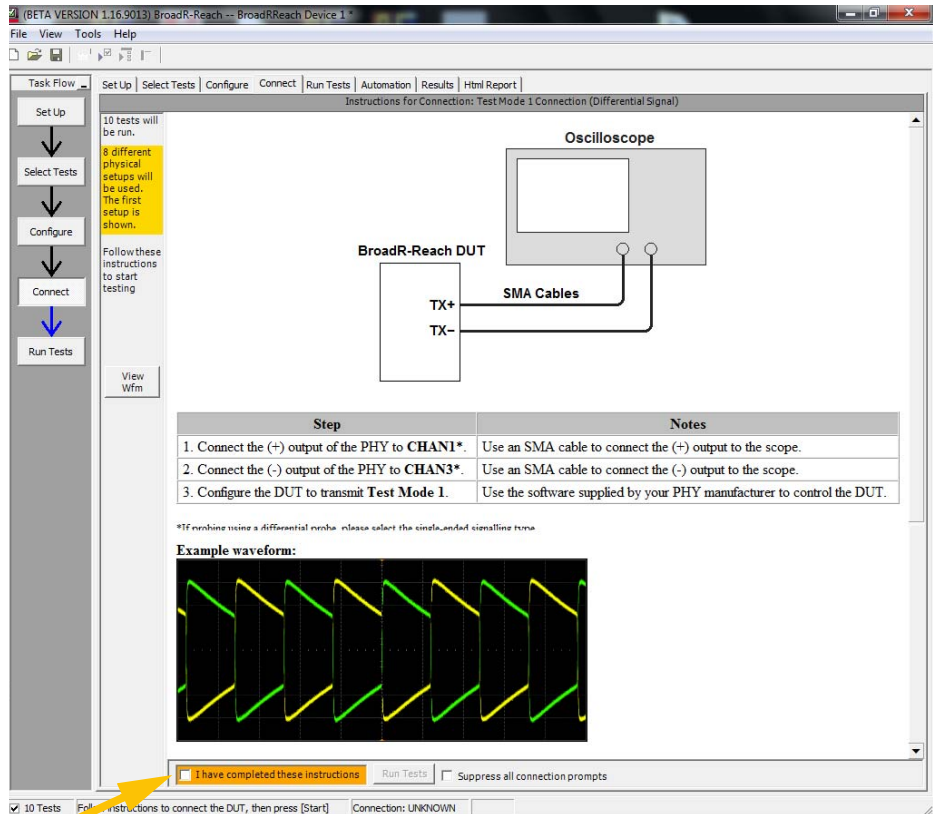 (BETA VERSION 1.16.9013) BroadR-Reach -- BroadRReach Device 1 *
File View Tools Help
Task Flow
Set Up
Select Tests
Configure
Connect
Run Tests
Set Up Select Tests Configure Connect Run Tests Automation Results Html Report
Instructions for Connection: Test Mode 1 Connection (Differential Signal)
10 tests will
be run.
8 different
physical
setups will
be used.
The first
setup is
shown.
Follow these
instructions
to start
testing
View
Wfm
Oscilloscope
BroadR-Reach DUT
SMA Cables
TX+
TX−
Step Notes
1. Connect the (+) output of the PHY to CHAN1*. Use an SMA cable to connect the (+) output to the scope.
2. Connect the (-) output of the PHY to CHAN3*. Use an SMA cable to connect the (-) output to the scope.
3. Configure the DUT to transmit Test Mode 1. Use the software supplied by your PHY manufacturer to control the DUT.
*If probing using a differential probe, please select the single-ended signalling type
Example waveform:
I have completed these instructions Run Tests Suppress all connection prompts
10 Tests instructions to connect the DUT, then press [Start] Connection: UNKNOWN